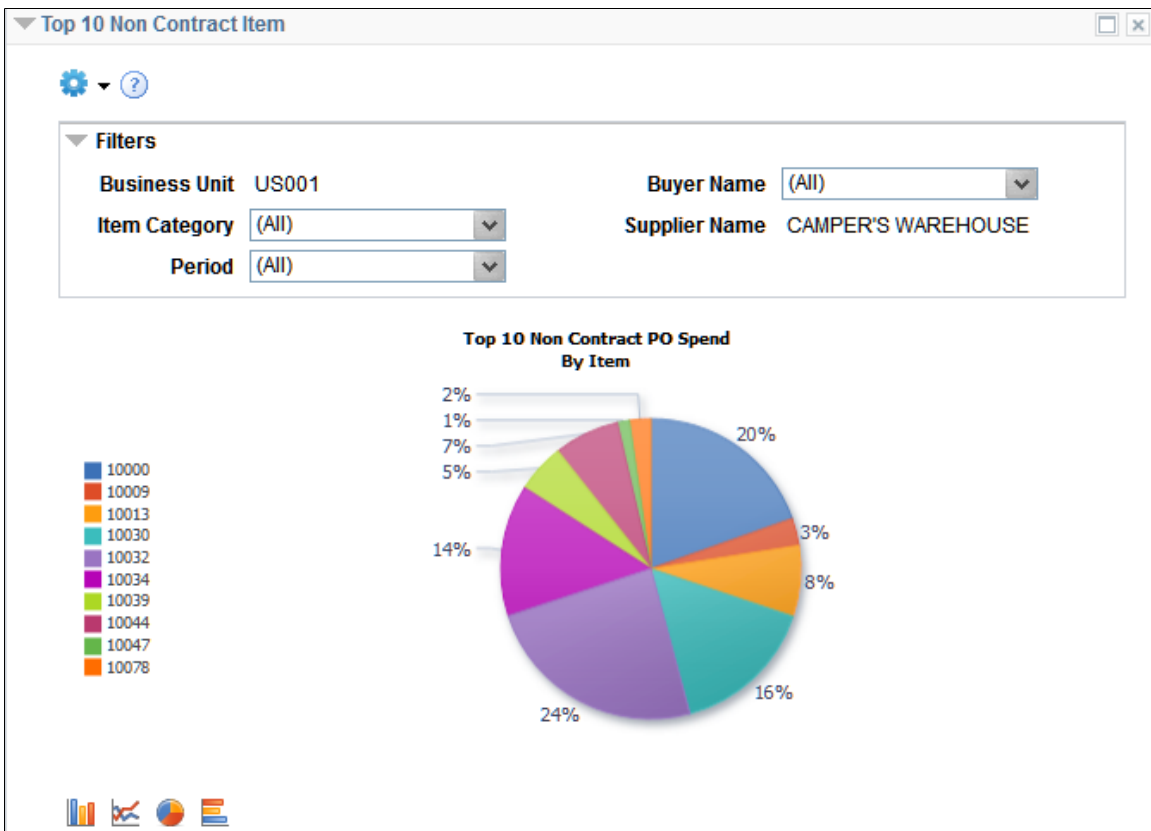 Top 10 Non Contract Item
?
Filters
Business Unit US001
Buyer Name (All)
Item Category (All)
Supplier Name CAMPER'S WAREHOUSE
Period (All)
Top 10 Non Contract PO Spend
By Item
2%
1%
7%
5%
14%
24%
20%
3%
8%
16%
10000
10009
10013
10030
10032
10034
10039
10044
10047
10078